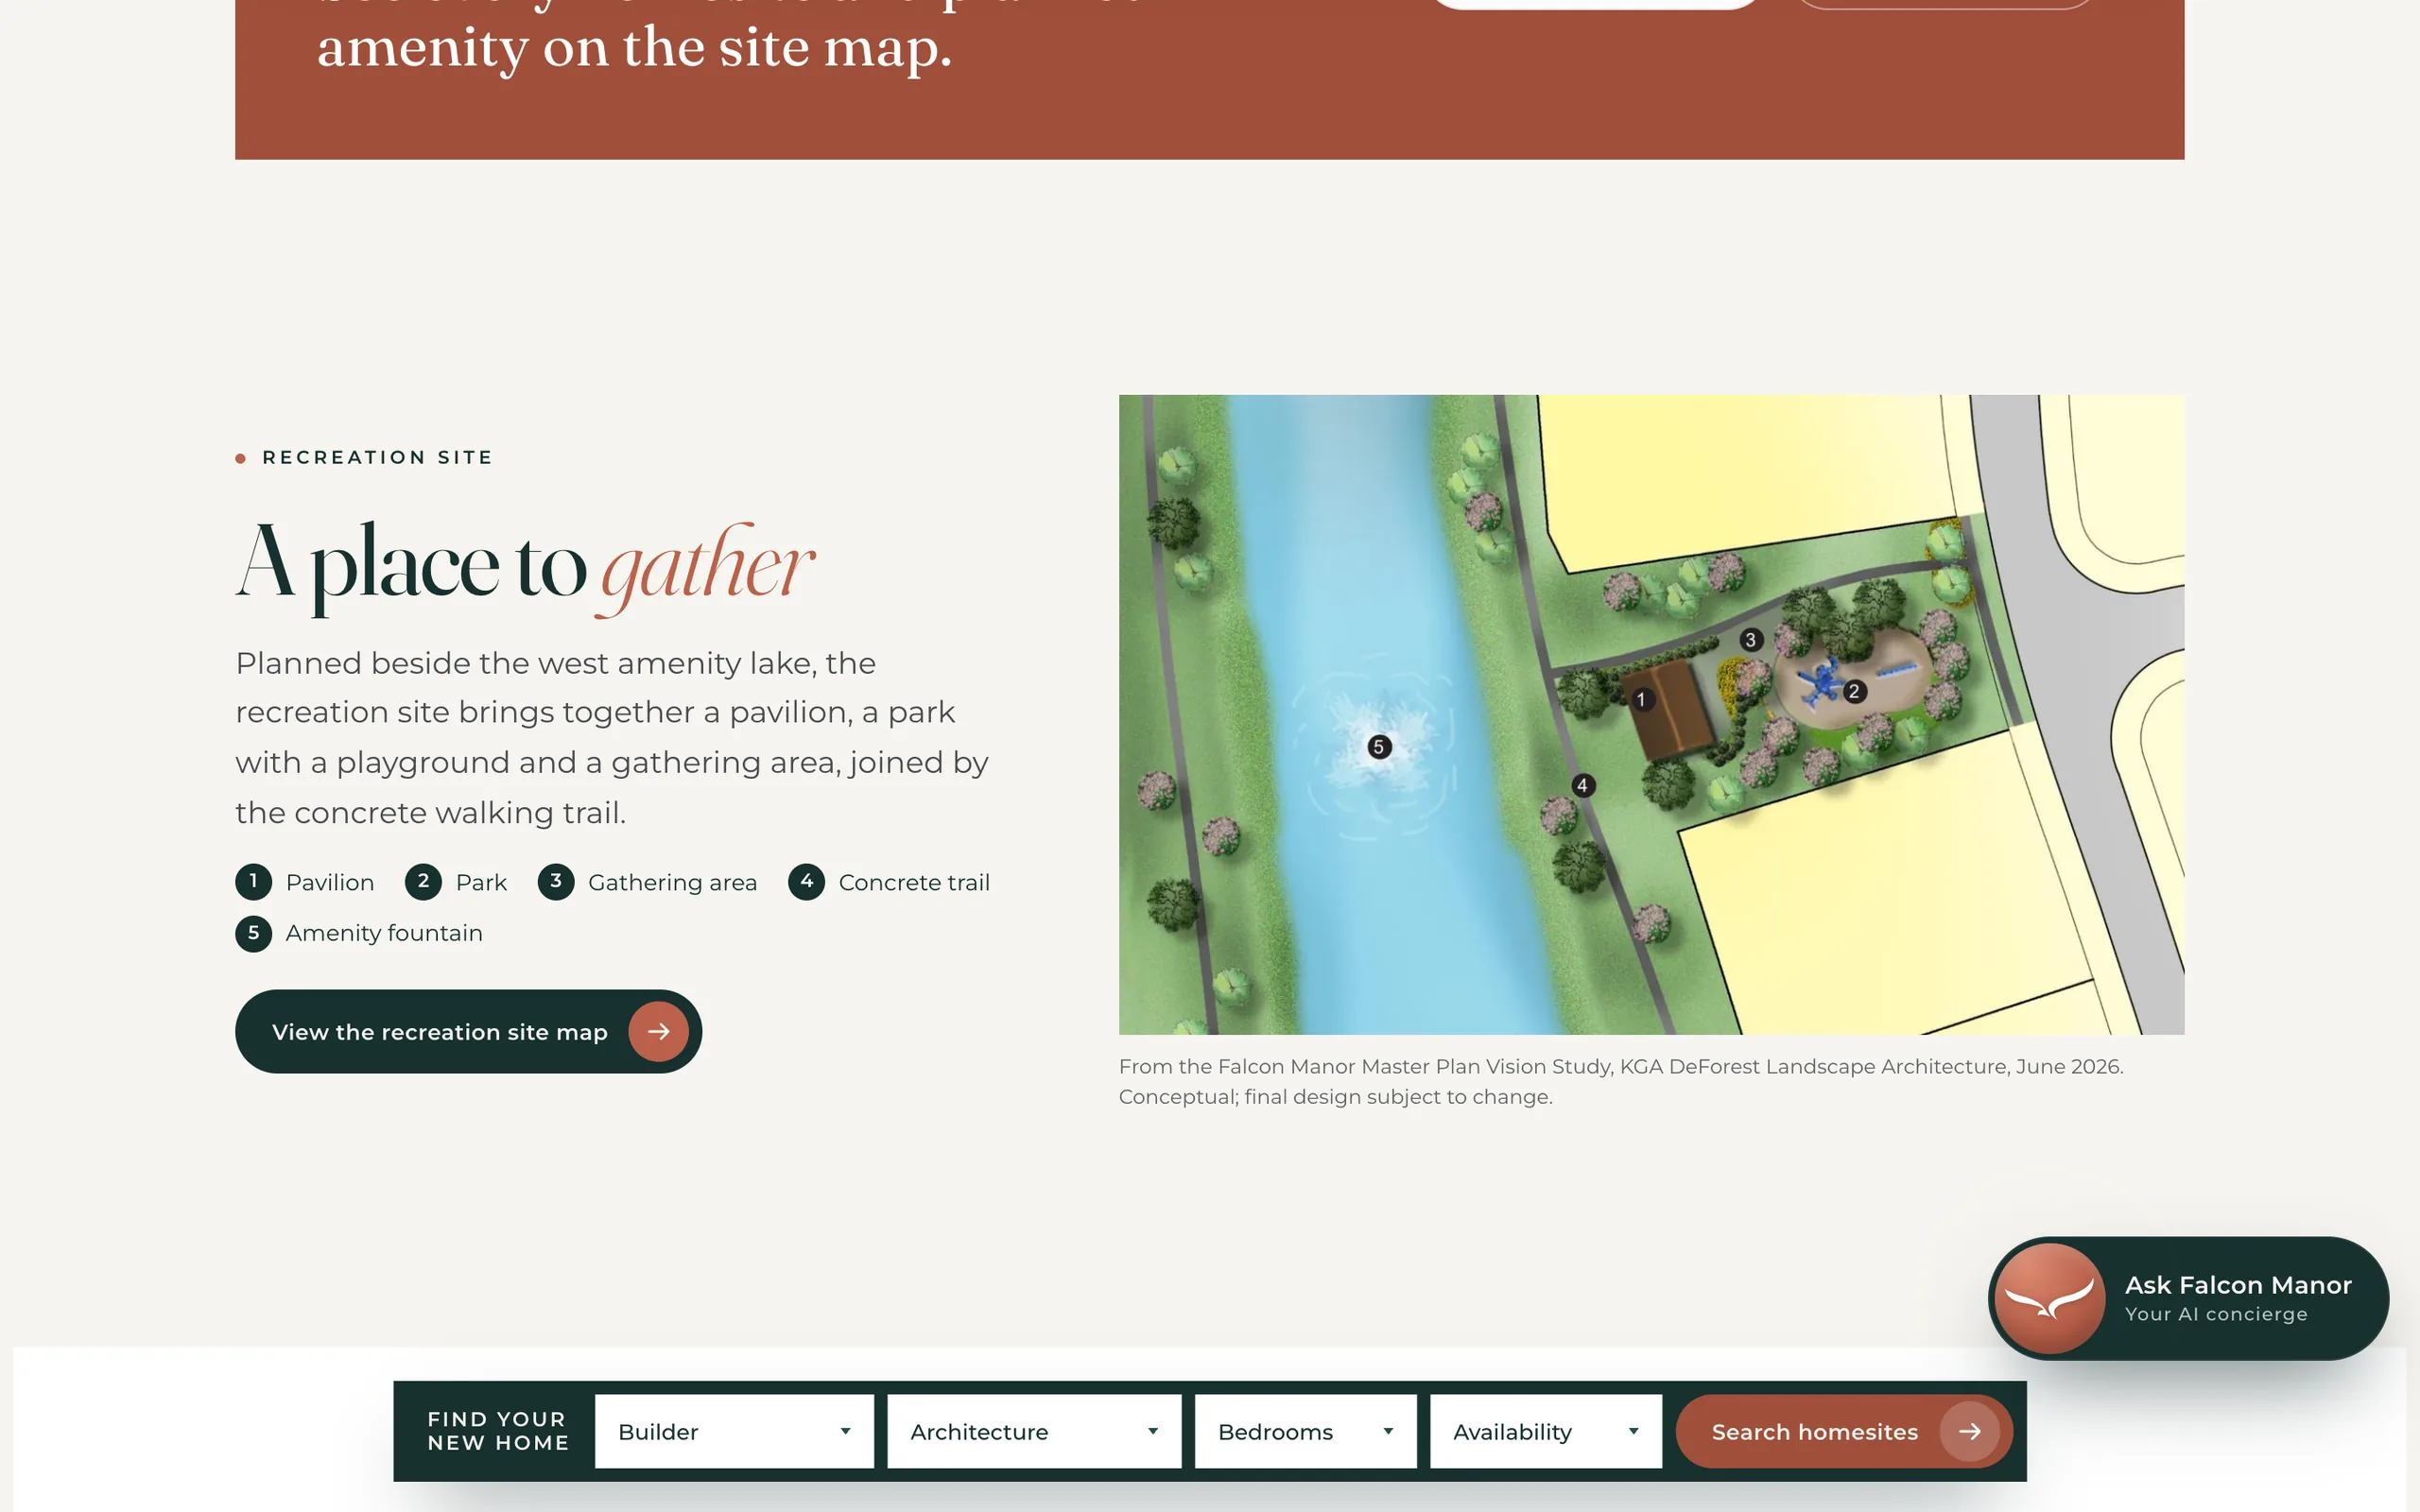 amenity on the site map.
RECREATION SITE
A place to gather
Planned beside the west amenity lake, the
recreation site brings together a pavilion, a park
with a playground and a gathering area, joined by
the concrete walking trail.
1 Pavilion 2 Park 3 Gathering area 4 Concrete trail
5 Amenity fountain
View the recreation site map
3
2
1
5
4
From the Falcon Manor Master Plan Vision Study, KGA DeForest Landscape Architecture, June 2026.
Conceptual; final design subject to change.
Ask Falcon Manor
Your AI concierge
FIND YOUR
NEW HOME
Builder
Architecture
Bedrooms
Availability
Search homesites